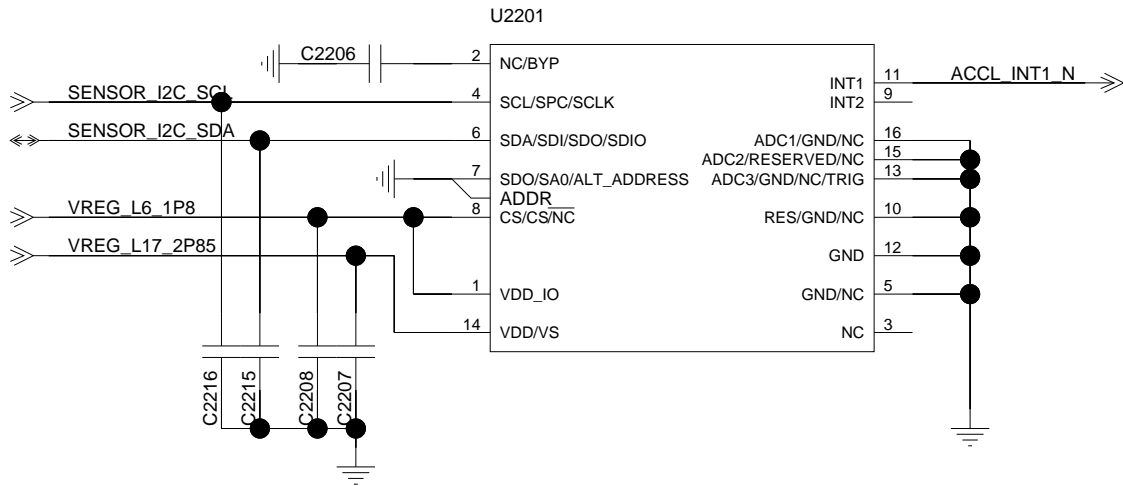 U2201
C2206
2 NC/BYP
INT1 11 ACCL_INT1_N
SENSOR_I2C_SCL 4 SCL/SPC/SCLK
INT2 9
SENSOR_I2C_SDA 6 SDA/SDI/SDO/SDIO
ADC1/GND/NC 16
ADC2/RESERVED/NC 15
7 SDO/SA0/ALT_ADDRESS
ADC3/GND/NC/TRIG 13
ADDR
VREG_L6_1P8 8 CS/CS/NC
RES/GND/NC 10
VREG_L17_2P85
GND 12
1 VDD_IO
GND/NC 5
14 VDD/VS
NC 3
C2216
C2215
C2208
C2207